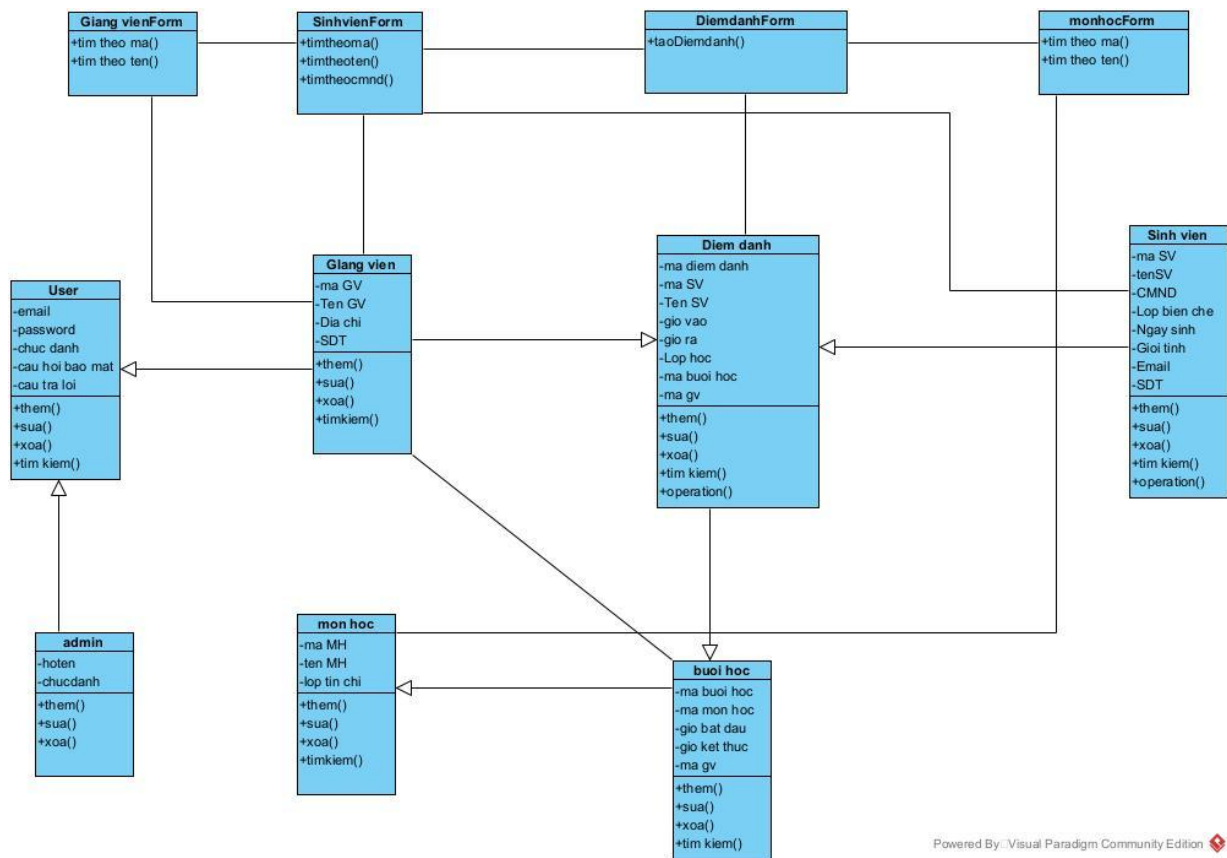 Giang vienForm
+tim theo ma()
+tim theo ten()
SinhvienForm
+timtheoma()
+timtheoten()
+timtheocmnd()
DiemdanhForm
+taoDiemdanh()
monhocForm
+tim theo ma()
+tim theo ten()
User
-email
-password
-chuc danh
-cau hoi bao mat
-cau tra loi
+them()
+sua()
+xoa()
+tim kiem()
GIang vien
-ma GV
-Ten GV
-Dia chi
-SDT
+them()
+sua()
+xoa()
+timkiem()
Diem danh
-ma diem danh
-ma SV
-Ten SV
-gio vao
-gio ra
-Lop hoc
-ma buoi hoc
-ma gv
+them()
+sua()
+xoa()
+tim kiem()
+operation()
Sinh vien
-ma SV
-tenSV
-CMND
-Lop bien che
-Ngay sinh
-Gioi tinh
-Email
-SDT
+them()
+sua()
+xoa()
+tim kiem()
+operation()
admin
-hoten
-chucdanh
+them()
+sua()
+xoa()
mon hoc
-ma MH
-ten MH
-lop tin chi
+them()
+sua()
+xoa()
+timkiem()
buoi hoc
-ma buoi hoc
-ma mon hoc
-gio bat dau
-gio ket thuc
-ma gv
+them()
+sua()
+xoa()
+tim kiem()
Powered By Visual Paradigm Community Edition